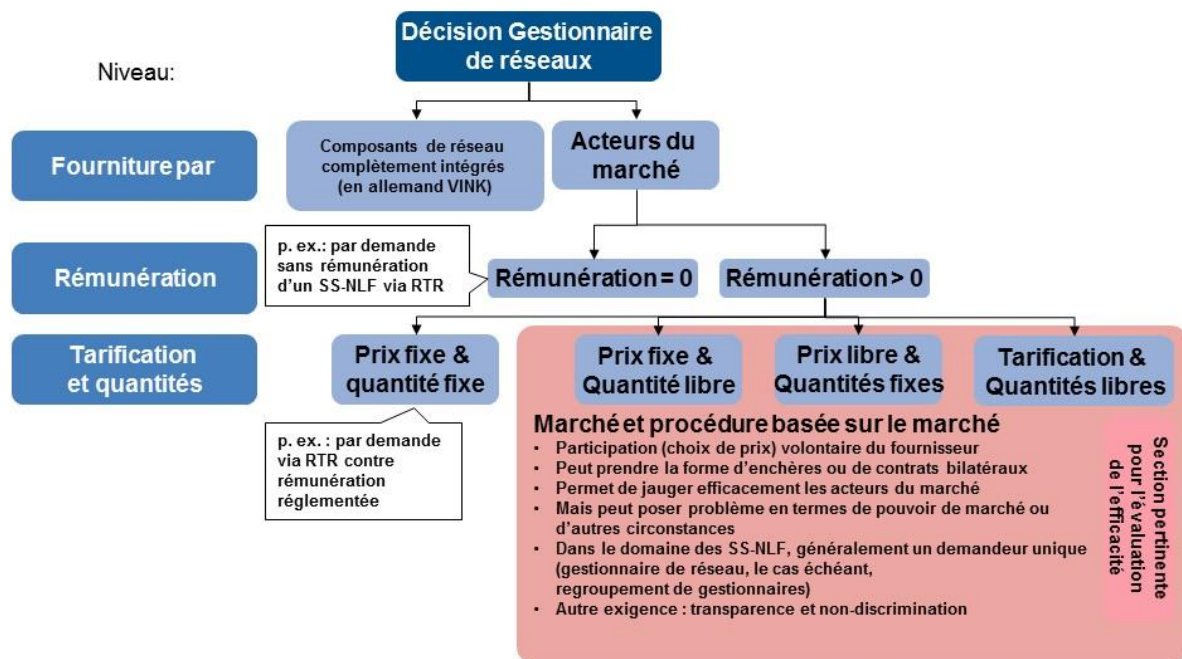 Décision Gestionnaire
de réseaux
Niveau:
Fourniture par
Composants de réseau
complètement intégrés
(en allemand VINK)
Acteurs du
marché
Rémunération
p. ex.: par demande
sans rémunération
d'un SS-NLF via RTR
Rémunération = 0
Rémunération > 0
Tarification
et quantités
Prix fixe &
quantité fixe
Prix fixe &
Quantité libre
Prix libre &
Quantités fixes
Tarification &
Quantités libres
p. ex. : par demande
via RTR contre
rémunération
réglementée
Marché et procédure basée sur le marché
• Participation (choix de prix) volontaire du fournisseur
• Peut prendre la forme d'enchères ou de contrats bilatéraux
• Permet de jauger efficacement les acteurs du marché
• Mais peut poser problème en termes de pouvoir de marché ou
d'autres circonstances
• Dans le domaine des SS-NLF, généralement un demandeur unique
(gestionnaire de réseau, le cas échéant,
regroupement de gestionnaires)
• Autre exigence : transparence et non-discrimination
Section pertinente
pour l'évaluation
de l'efficacité